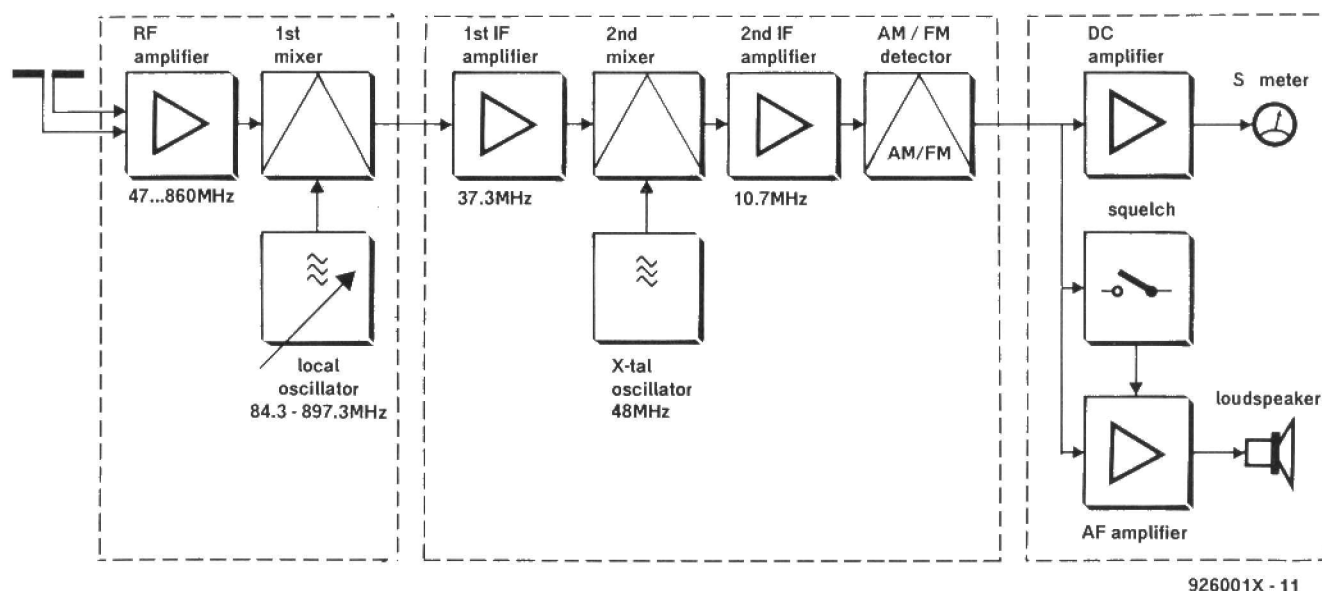 RF
amplifier
47...860MHz
1st
mixer
local
oscillator
84.3 - 897.3MHz
1st IF
amplifier
37.3MHz
2nd
mixer
X-tal
oscillator
48MHz
2nd IF
amplifier
10.7MHz
AM / FM
detector
AM/FM
DC
amplifier
S meter
squelch
loudspeaker
AF amplifier
926001X - 11